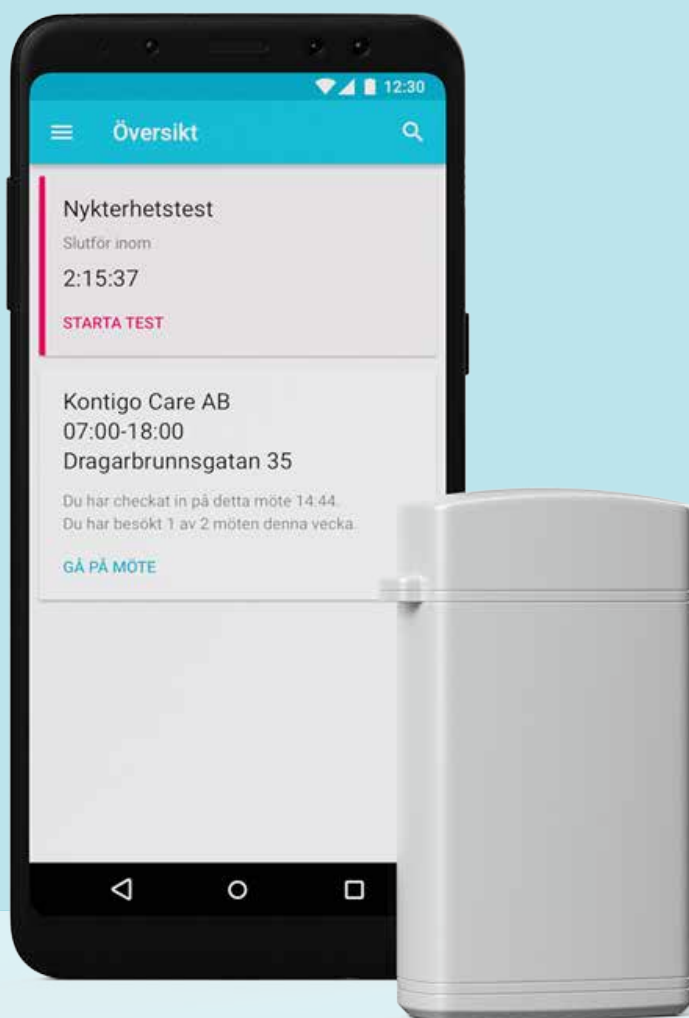 12:30
Översikt
Nykterhetstest
Slutför inom
2:15:37
STARTA TEST
Kontigo Care AB
07:00-18:00
Dragarbrunnsgatan 35
Du har checkat in på detta möte 14:44.
Du har besökt 1 av 2 möten denna vecka.
GÅ PÅ MÖTE